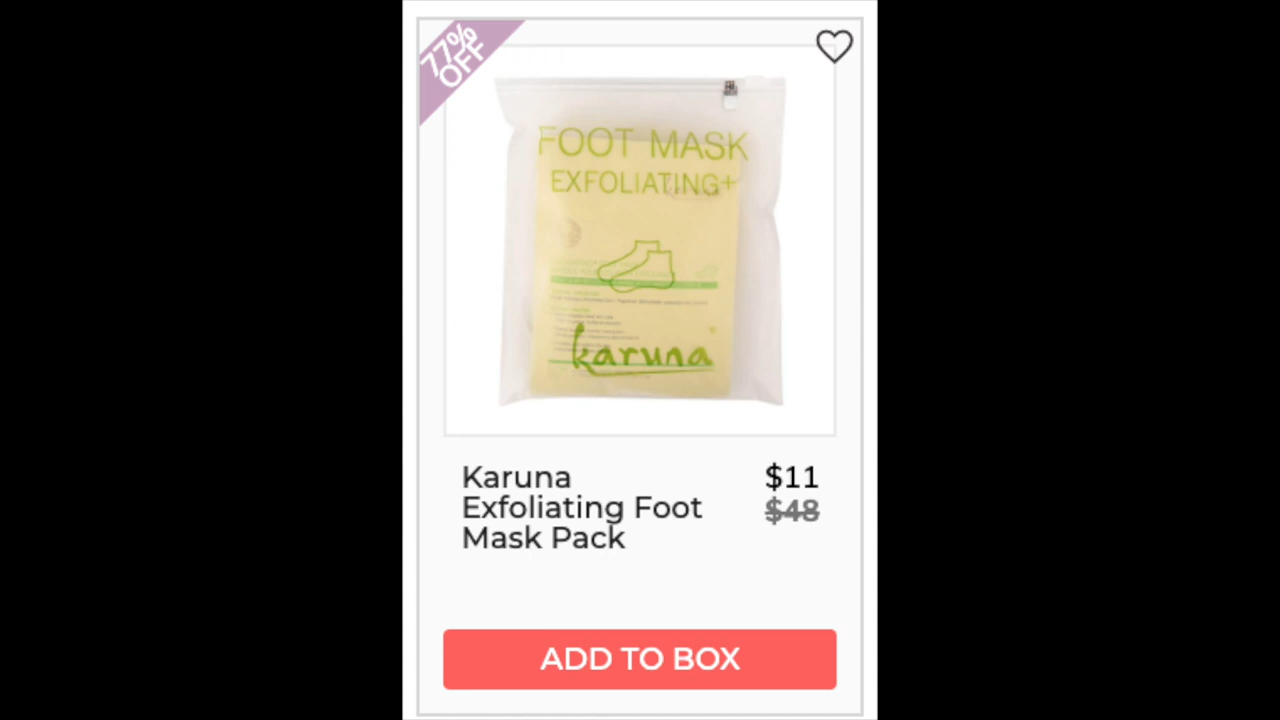 77%
OFF
FOOT MASK
EXFOLIATING+
karuna
Karuna
Exfoliating Foot
Mask Pack
$11
$48
ADD TO BOX